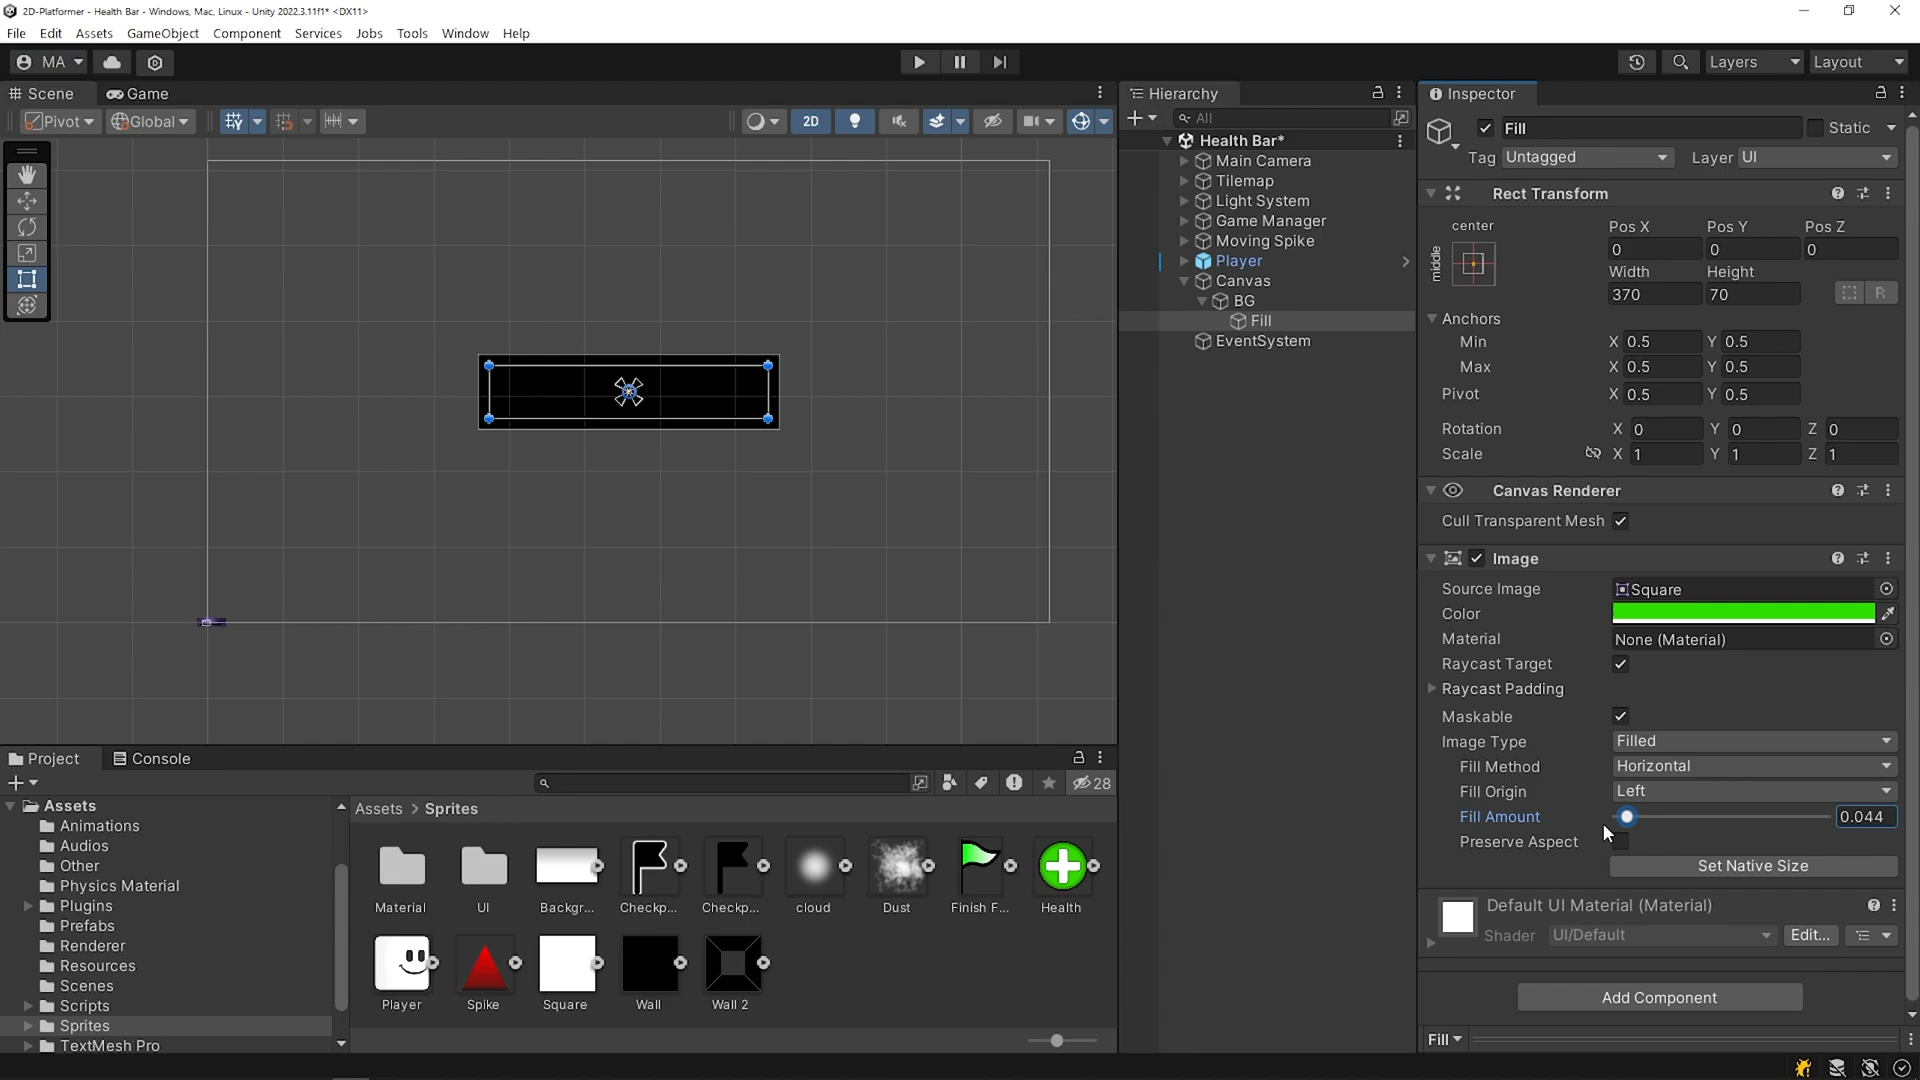 2D-Platformer - Health Bar - Windows, Mac, Linux - Unity 2022.3.11f1* <DX11>
File Edit Assets GameObject Component Services Jobs Tools Window Help
MA Layers Layout
Scene Game
Pivot Global 2D
Hierarchy
All
Health Bar*
Main Camera
Tilemap
Light System
Game Manager
Moving Spike
Player
Canvas
BG
Fill
EventSystem
Inspector
Fill Static
Tag Untagged Layer UI
Rect Transform
center
middle
Pos X Pos Y Pos Z
0 0 0
Width Height
370 70 R
Anchors
Min X 0.5 Y 0.5
Max X 0.5 Y 0.5
Pivot X 0.5 Y 0.5
Rotation X 0 Y 0 Z 0
Scale X 1 Y 1 Z 1
Canvas Renderer
Cull Transparent Mesh
Image
Source Image Square
Color
Material None (Material)
Raycast Target
Raycast Padding
Maskable
Image Type Filled
Fill Method Horizontal
Fill Origin Left
Fill Amount 0.044
Preserve Aspect
Set Native Size
Default UI Material (Material)
Shader UI/Default Edit...
Add Component
Fill
Project Console
28
Assets
Animations
Audios
Other
Physics Material
Plugins
Prefabs
Renderer
Resources
Scenes
Scripts
Sprites
TextMesh Pro
Assets > Sprites
Material UI Backgr... Checkp... Checkp... cloud Dust Finish F... Health
Player Spike Square Wall Wall 2